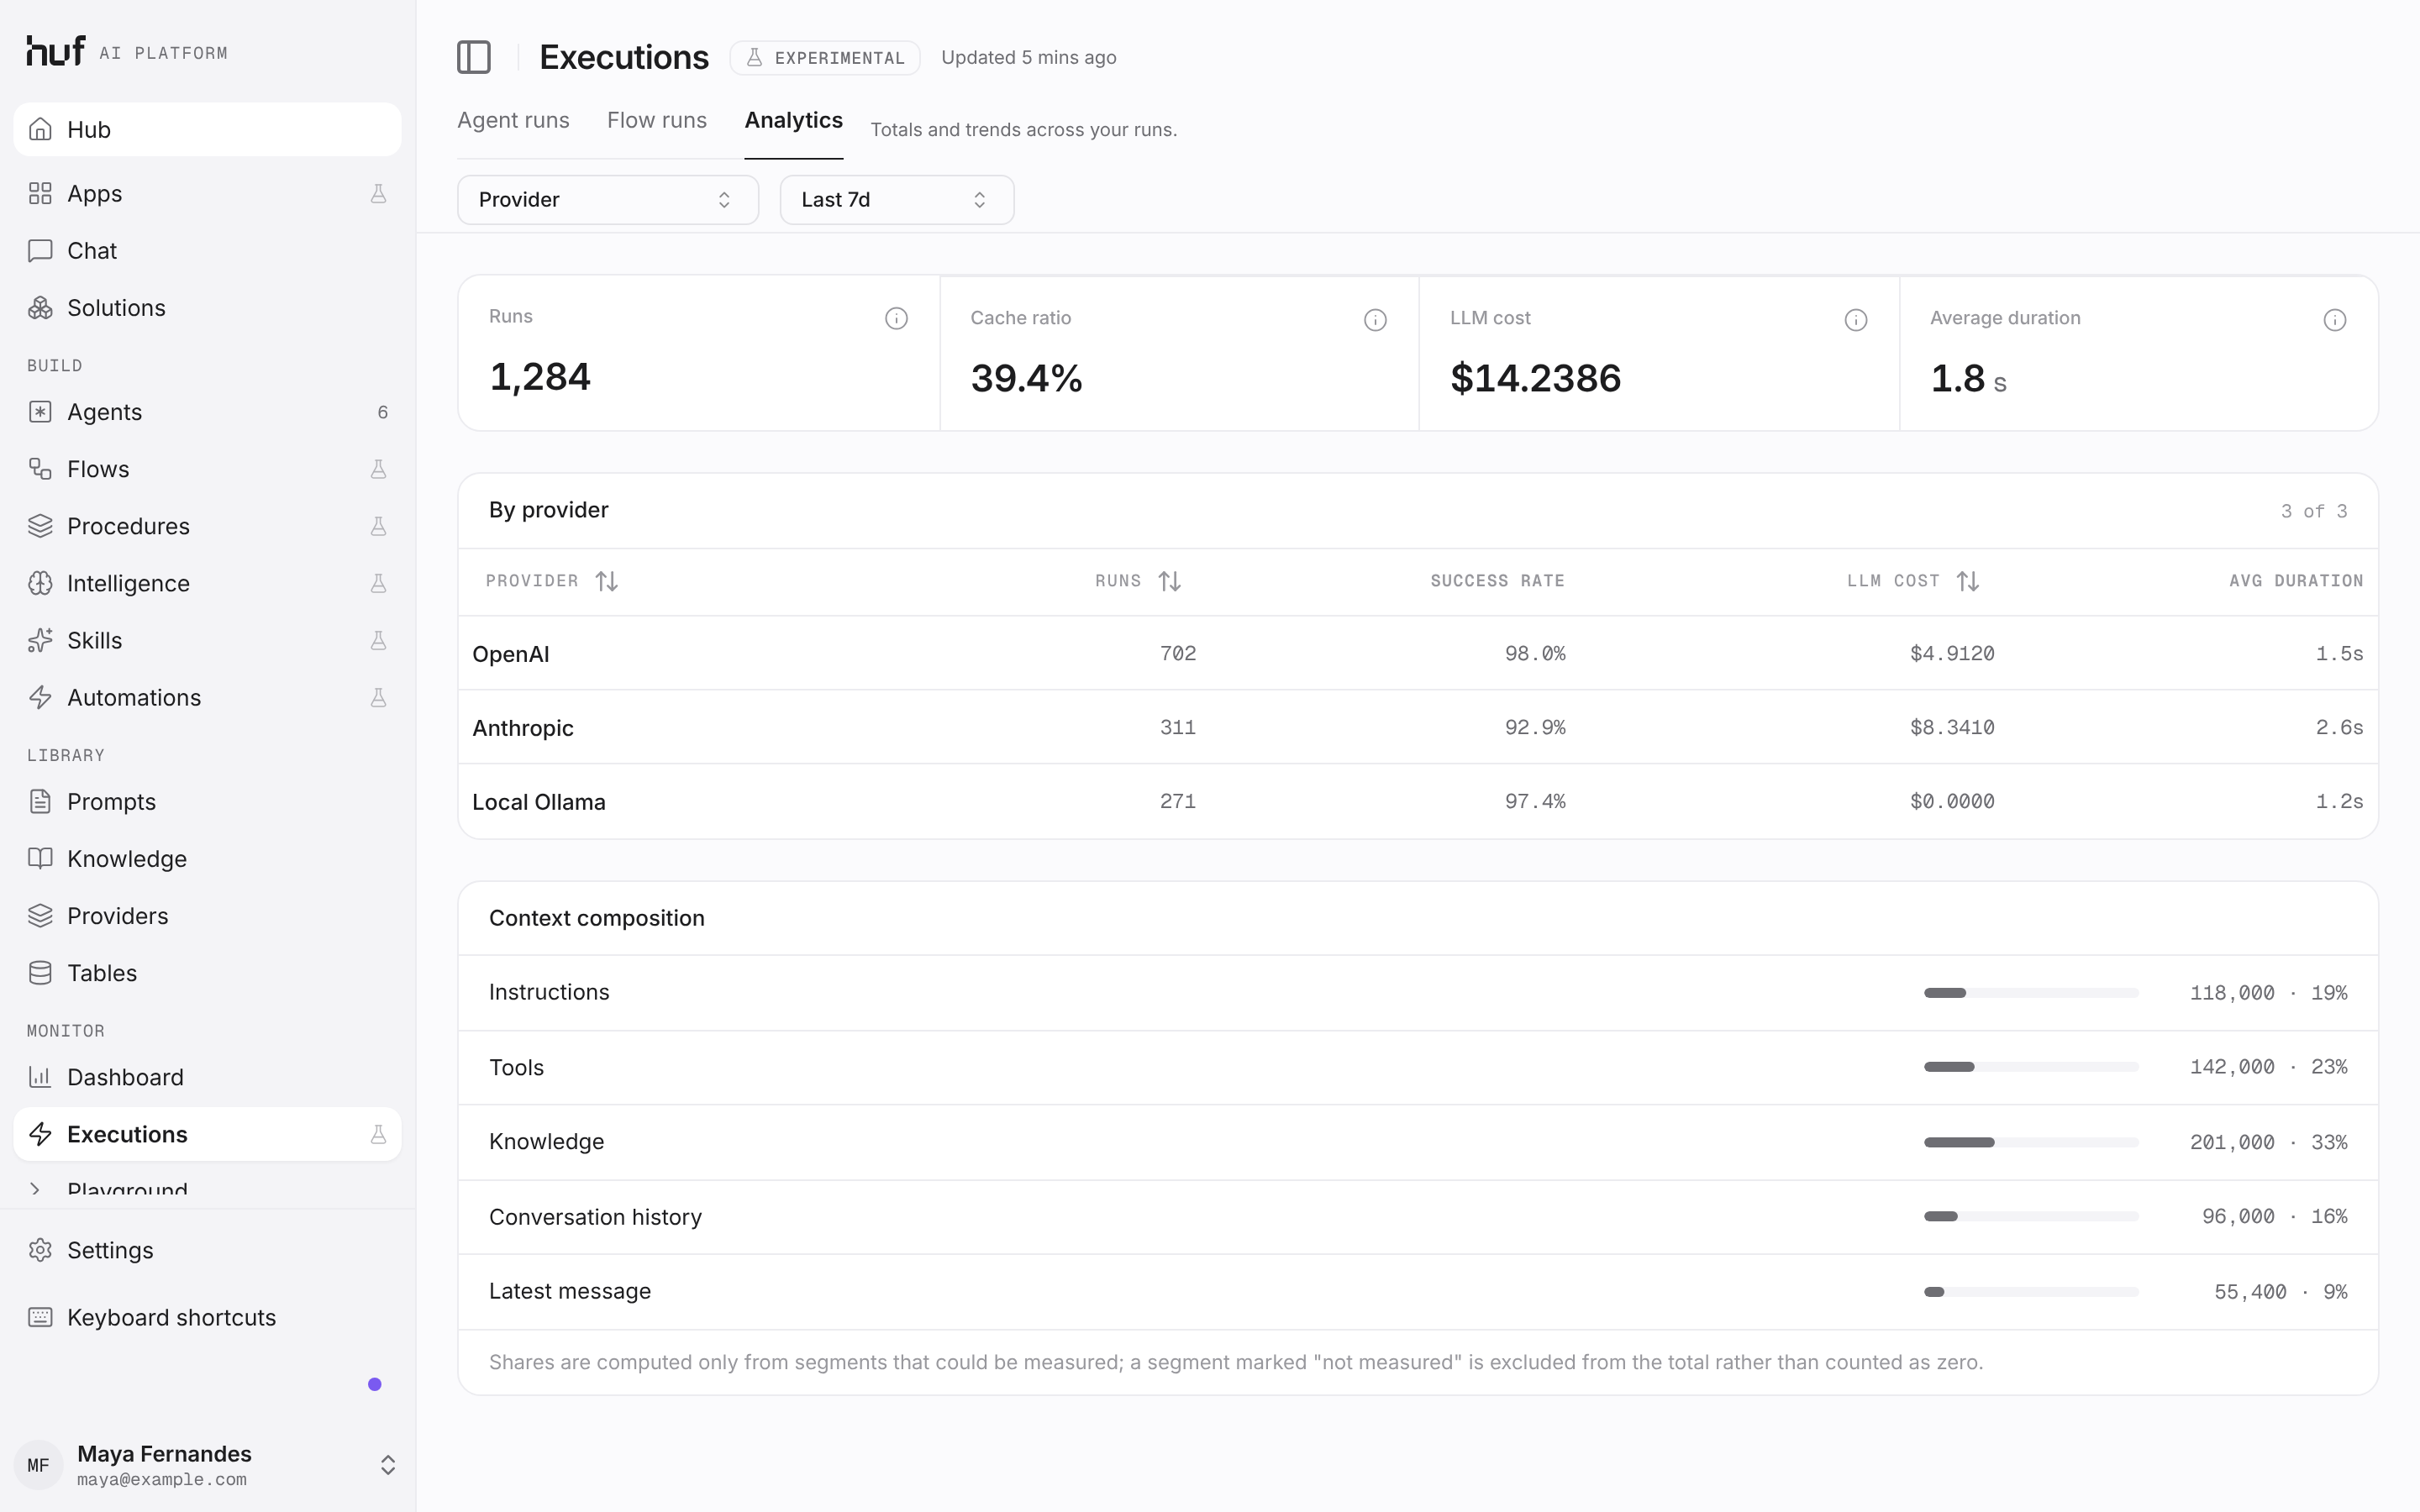 huf AI PLATFORM
Hub
Apps
Chat
Solutions
BUILD
Agents 6
Flows
Procedures
Intelligence
Skills
Automations
LIBRARY
Prompts
Knowledge
Providers
Tables
MONITOR
Dashboard
Executions
Playground
Settings
Keyboard shortcuts
MF Maya Fernandes
maya@example.com
Executions EXPERIMENTAL Updated 5 mins ago
Agent runs Flow runs Analytics Totals and trends across your runs.
Provider Last 7d
Runs Cache ratio LLM cost Average duration
1,284 39.4% $14.2386 1.8 s
By provider 3 of 3
PROVIDER RUNS SUCCESS RATE LLM COST AVG DURATION
OpenAI 702 98.0% $4.9120 1.5s
Anthropic 311 92.9% $8.3410 2.6s
Local Ollama 271 97.4% $0.0000 1.2s
Context composition
Instructions 118,000 · 19%
Tools 142,000 · 23%
Knowledge 201,000 · 33%
Conversation history 96,000 · 16%
Latest message 55,400 · 9%
Shares are computed only from segments that could be measured; a segment marked "not measured" is excluded from the total rather than counted as zero.